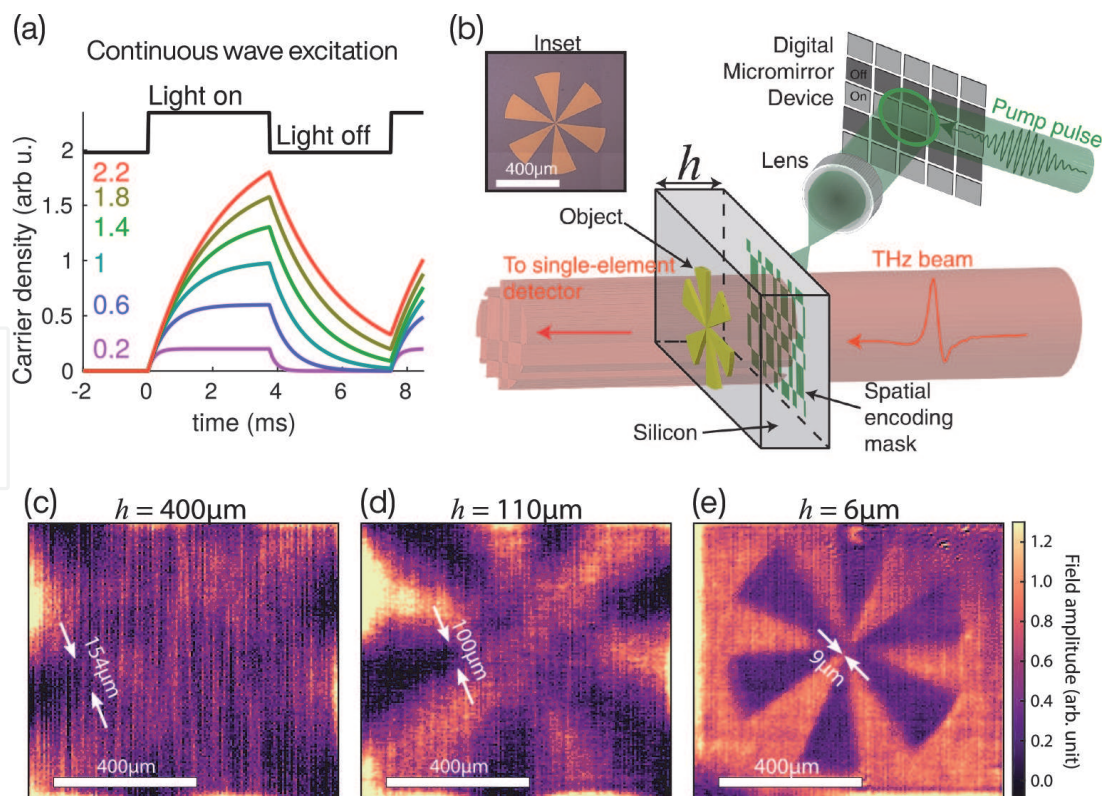 (a)
Continuous wave excitation
Light on
Light off
2
1.5
1
0.5
0
Carrier density (arb u.)
2.2
1.8
1.4
1
0.6
0.2
-2
0
2
4
6
8
time (ms)
(b)
Inset
400μm
Digital
Micromirror
Device
Off
On
Pump pulse
Lens
h
Object
To single-element
detector
THz beam
Silicon
Spatial
encoding
mask
(c)
h = 400μm
154μm
400μm
(d)
h = 110μm
100μm
400μm
(e)
h = 6μm
9μm
400μm
1.2
1.0
0.8
0.6
0.4
0.2
0.0
Field amplitude (arb. unit)